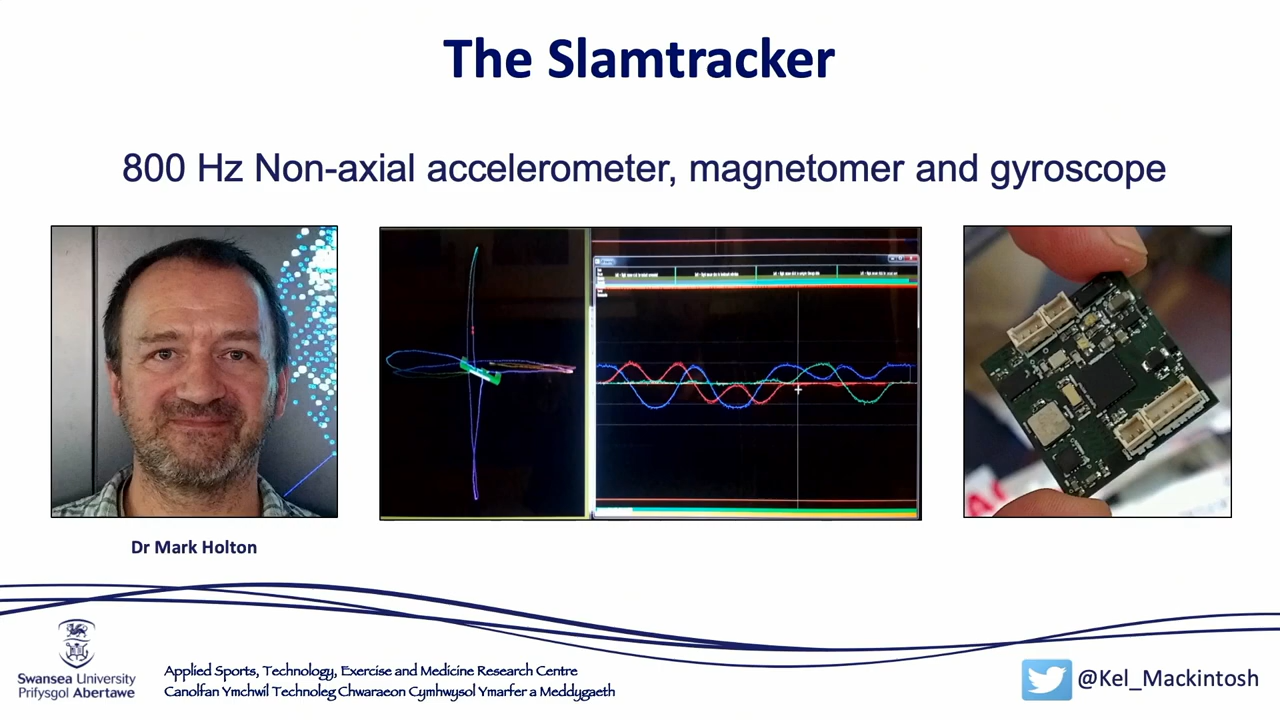 The Slamtracker
800 Hz Non-axial accelerometer, magnetomer and gyroscope
Dr Mark Holton
Swansea University
Prifysgol Abertawe
Applied Sports, Technology, Exercise and Medicine Research Centre
Canolfan Ymchwil Technoleg Chwaraeon Cymhwysol Ymarfer a Meddygaeth
@Kel_Mackintosh